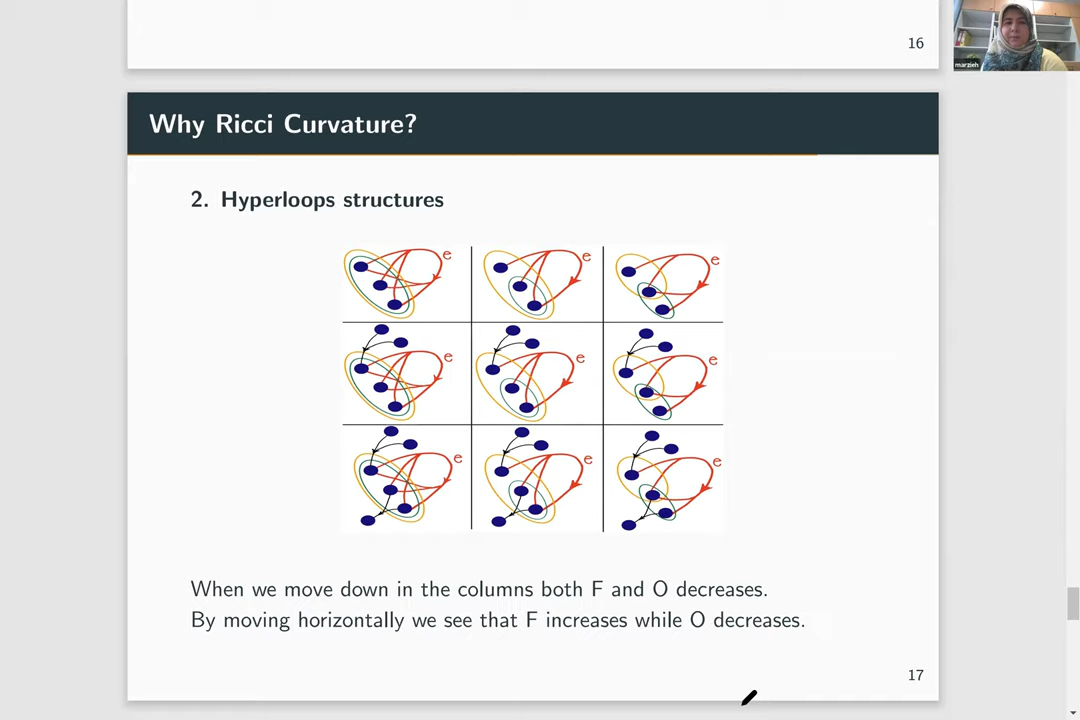 16
marzieh
Why Ricci Curvature?
2. Hyperloops structures
e e e
e e e
e e e
When we move down in the columns both F and O decreases.
By moving horizontally we see that F increases while O decreases.
17